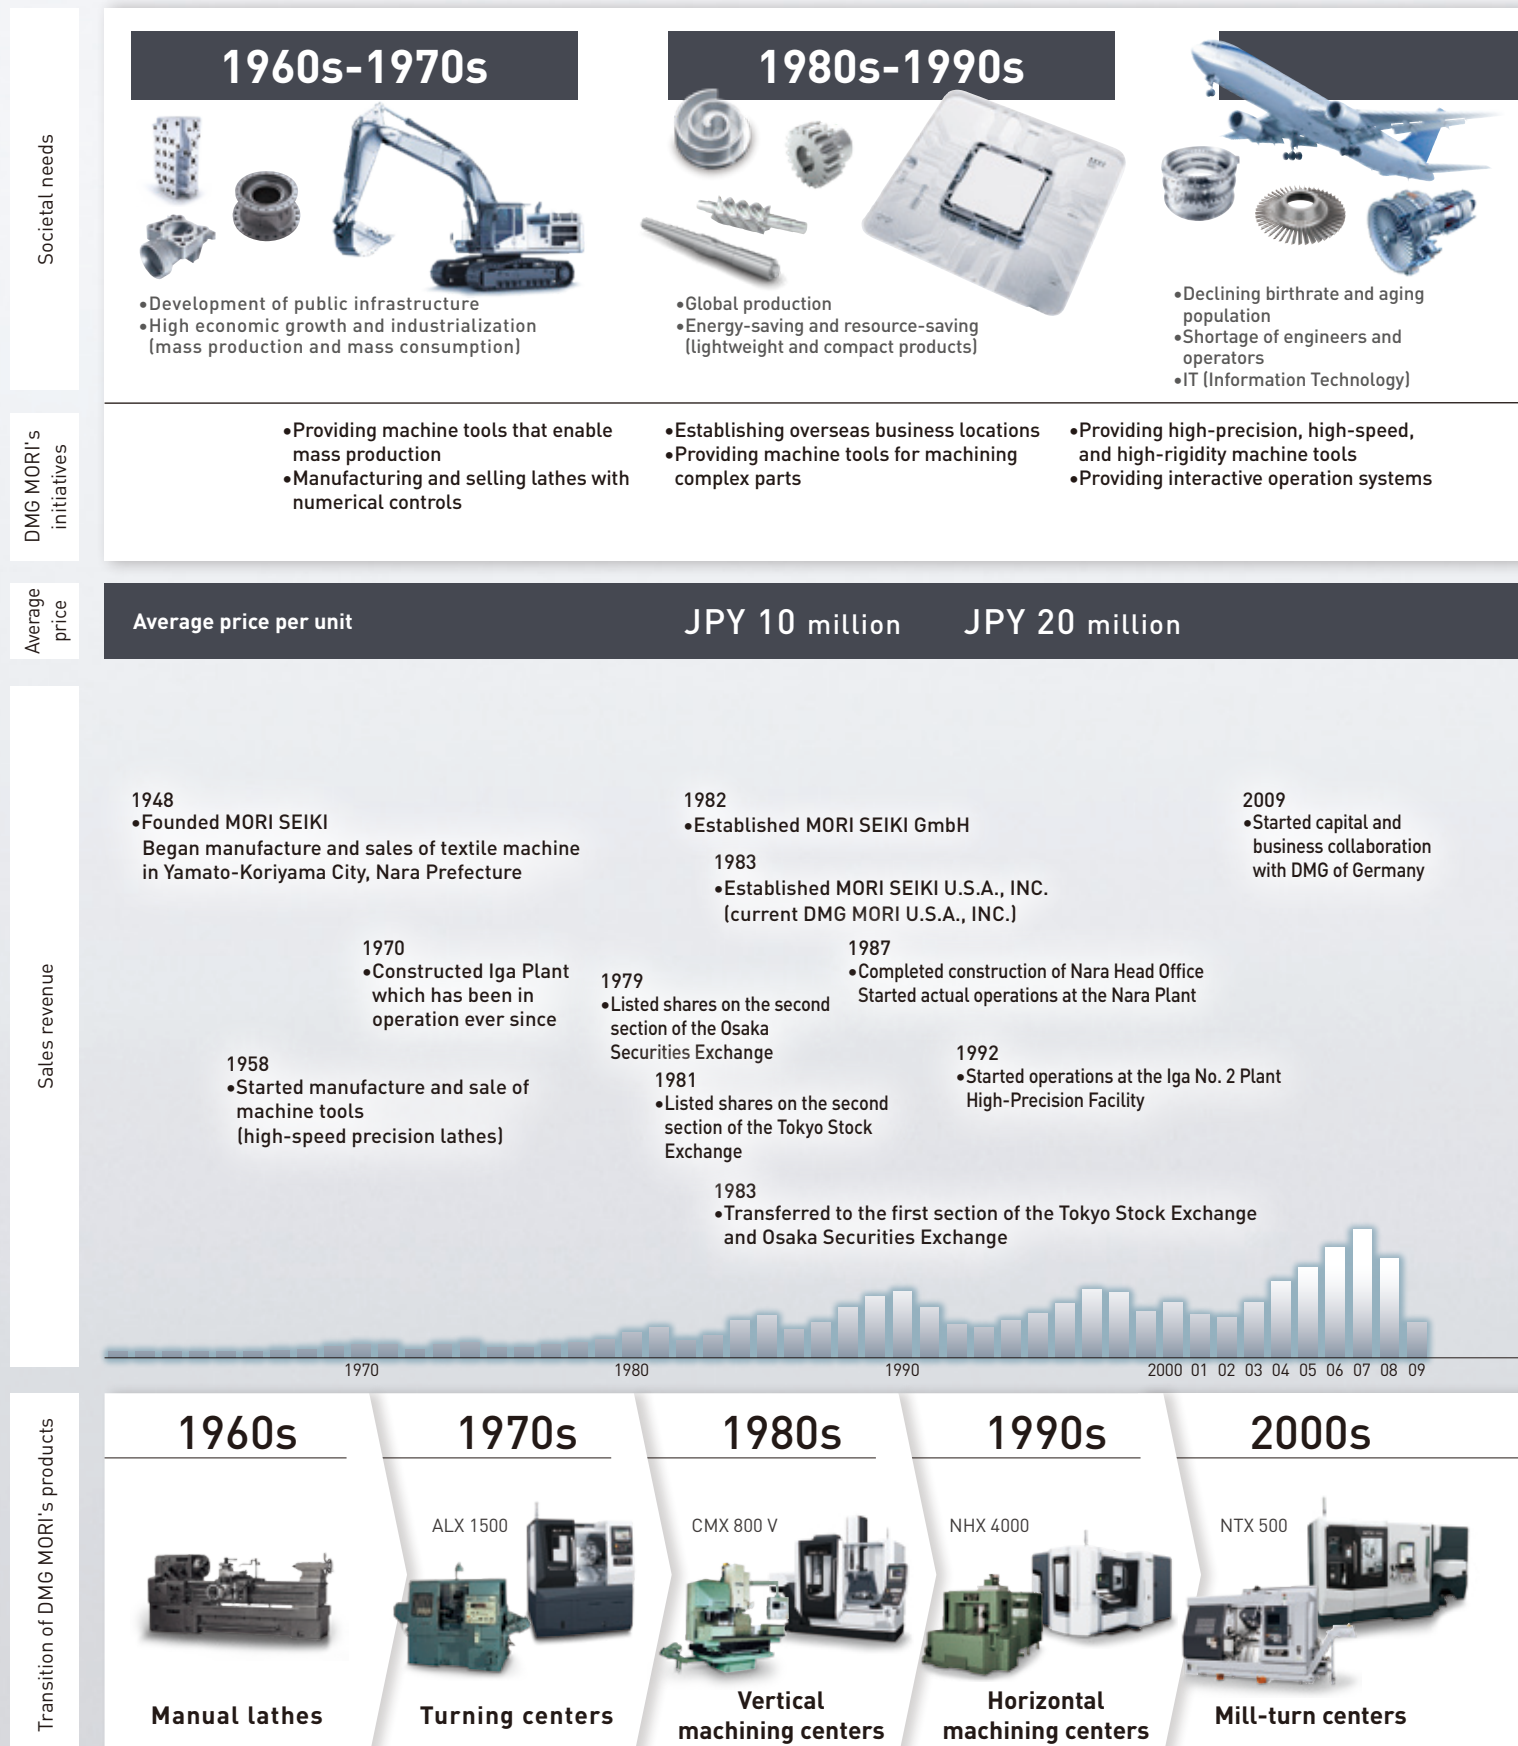 Societal needs
1960s-1970s
•Development of public infrastructure
•High economic growth and industrialization
(mass production and mass consumption)
1980s-1990s
•Global production
•Energy-saving and resource-saving
(lightweight and compact products)
•Declining birthrate and aging
population
•Shortage of engineers and
operators
•IT (Information Technology)
DMG MORI's
initiatives
•Providing machine tools that enable
mass production
•Manufacturing and selling lathes with
numerical controls
•Establishing overseas business locations
•Providing machine tools for machining
complex parts
•Providing high-precision, high-speed,
and high-rigidity machine tools
•Providing interactive operation systems
Average
price
Average price per unit
JPY 10 million
JPY 20 million
Sales revenue
1948
•Founded MORI SEIKI
Began manufacture and sales of textile machine
in Yamato-Koriyama City, Nara Prefecture
1982
•Established MORI SEIKI GmbH
1983
•Established MORI SEIKI U.S.A., INC.
(current DMG MORI U.S.A., INC.)
2009
•Started capital and
business collaboration
with DMG of Germany
1970
•Constructed Iga Plant
which has been in
operation ever since
1979
•Listed shares on the second
section of the Osaka
Securities Exchange
1987
•Completed construction of Nara Head Office
Started actual operations at the Nara Plant
1958
•Started manufacture and sale of
machine tools
(high-speed precision lathes)
1981
•Listed shares on the second
section of the Tokyo Stock
Exchange
1992
•Started operations at the Iga No. 2 Plant
High-Precision Facility
1983
•Transferred to the first section of the Tokyo Stock Exchange
and Osaka Securities Exchange
1970 1980 1990 2000 01 02 03 04 05 06 07 08 09
Transition of DMG MORI's products
1960s
Manual lathes
1970s
ALX 1500
Turning centers
1980s
CMX 800 V
Vertical
machining centers
1990s
NHX 4000
Horizontal
machining centers
2000s
NTX 500
Mill-turn centers